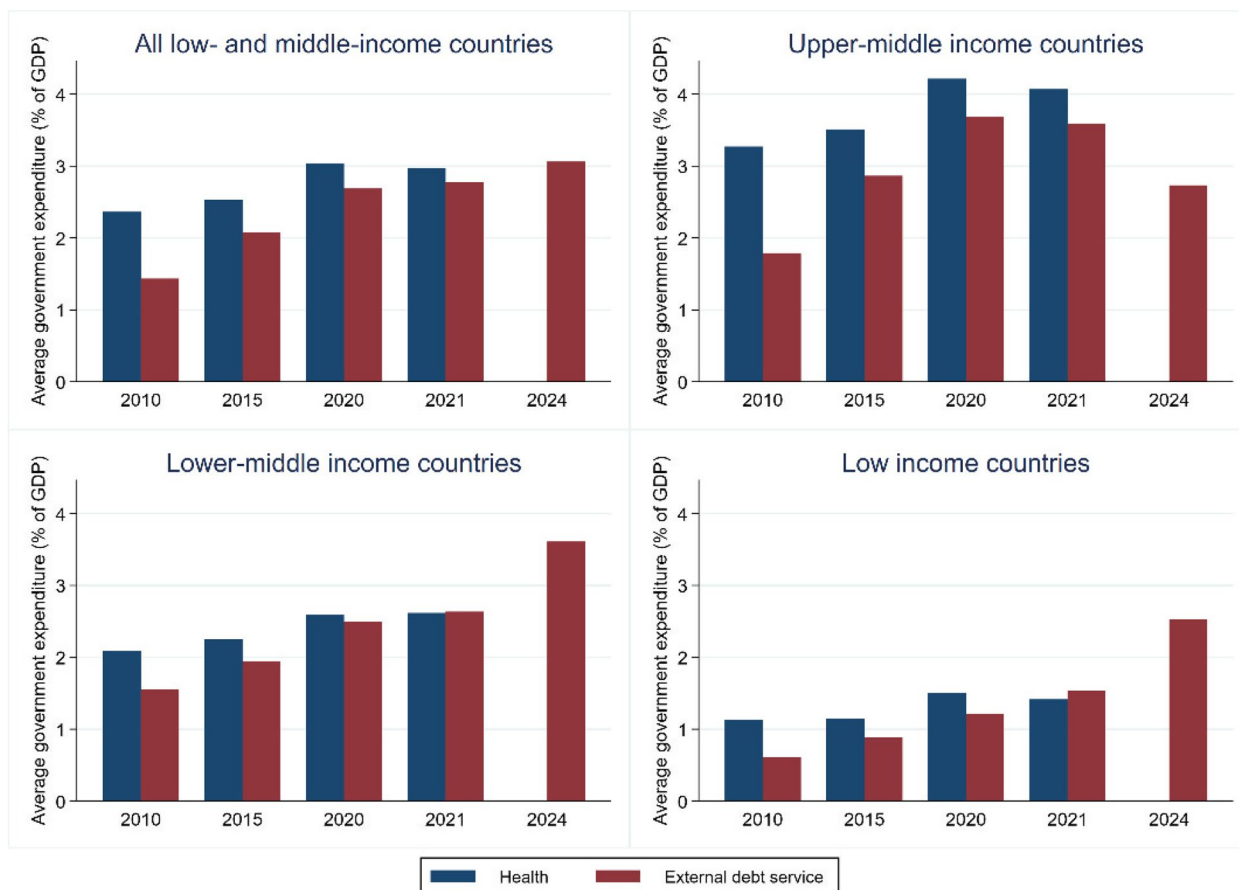 All low- and middle-income countries
Average government expenditure (% of GDP)
4
3
2
1
0
2010 2015 2020 2021 2024
Upper-middle income countries
Average government expenditure (% of GDP)
4
3
2
1
0
2010 2015 2020 2021 2024
Lower-middle income countries
Average government expenditure (% of GDP)
4
3
2
1
0
2010 2015 2020 2021 2024
Low income countries
Average government expenditure (% of GDP)
4
3
2
1
0
2010 2015 2020 2021 2024
Health External debt service